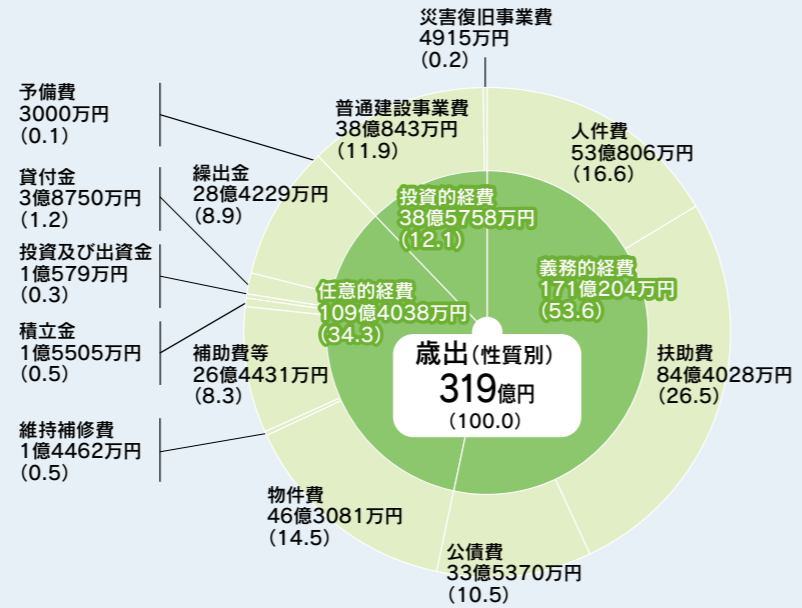 災害復旧事業費
4915万円
（0.2）
予備費
3000万円
（0.1）
普通建設事業費
38億843万円
（11.9）
人件費
53億806万円
（16.6）
貸付金
3億8750万円
（1.2）
繰出金
28億4229万円
（8.9）
投資的経費
38億5758万円
（12.1）
投資及び出資金
1億579万円
（0.3）
任意的経費
109億4038万円
（34.3）
義務的経費
171億204万円
（53.6）
積立金
1億5505万円
（0.5）
補助費等
26億4431万円
（8.3）
歳出（性質別）
319億円
（100.0）
扶助費
84億4028万円
（26.5）
維持補修費
1億4462万円
（0.5）
物件費
46億3081万円
（14.5）
公債費
33億5370万円
（10.5）